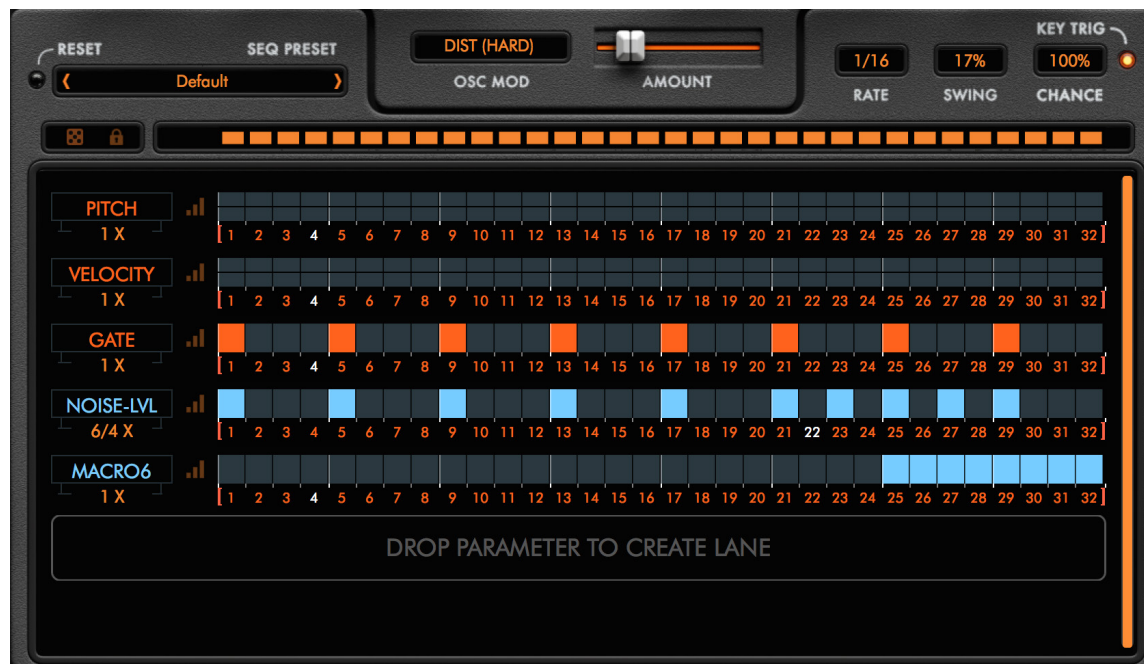 RESET SEQ PRESET
‹ Default ›
DIST (HARD)
OSC MOD AMOUNT
KEY TRIG
1/16 17% 100%
RATE SWING CHANCE
PITCH
1 X [ 1 2 3 4 5 6 7 8 9 10 11 12 13 14 15 16 17 18 19 20 21 22 23 24 25 26 27 28 29 30 31 32 ]
VELOCITY
1 X [ 1 2 3 4 5 6 7 8 9 10 11 12 13 14 15 16 17 18 19 20 21 22 23 24 25 26 27 28 29 30 31 32 ]
GATE
1 X [ 1 2 3 4 5 6 7 8 9 10 11 12 13 14 15 16 17 18 19 20 21 22 23 24 25 26 27 28 29 30 31 32 ]
NOISE-LVL
6/4 X [ 1 2 3 4 5 6 7 8 9 10 11 12 13 14 15 16 17 18 19 20 21 22 23 24 25 26 27 28 29 30 31 32 ]
MACRO6
1 X [ 1 2 3 4 5 6 7 8 9 10 11 12 13 14 15 16 17 18 19 20 21 22 23 24 25 26 27 28 29 30 31 32 ]
DROP PARAMETER TO CREATE LANE